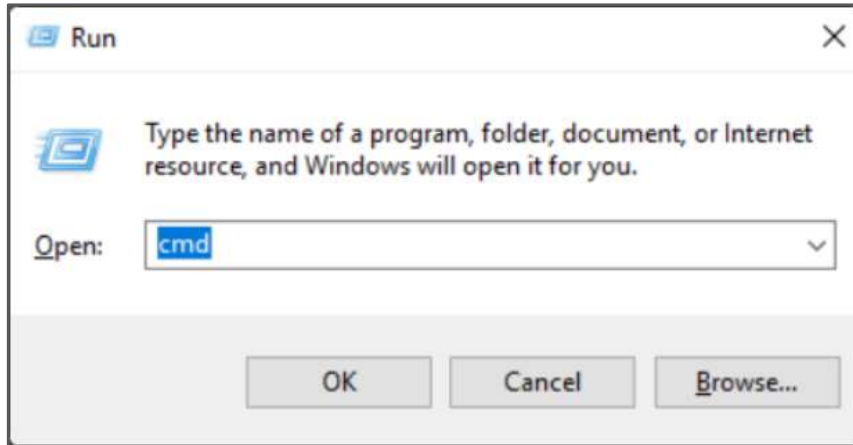 Run
Type the name of a program, folder, document, or Internet
resource, and Windows will open it for you.
Open: cmd
OK Cancel Browse...